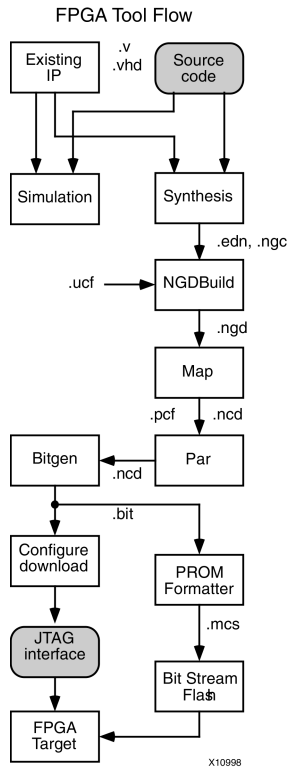 FPGA Tool Flow
Existing
IP
.v
.vhd
Source
code
Simulation
Synthesis
.edn, .ngc
.ucf
NGDBuild
.ngd
Map
.pcf
.ncd
Bitgen
.ncd
Par
.bit
Configure
download
PROM
Formatter
.mcs
JTAG
interface
Bit Stream
Flash
FPGA
Target
X10998